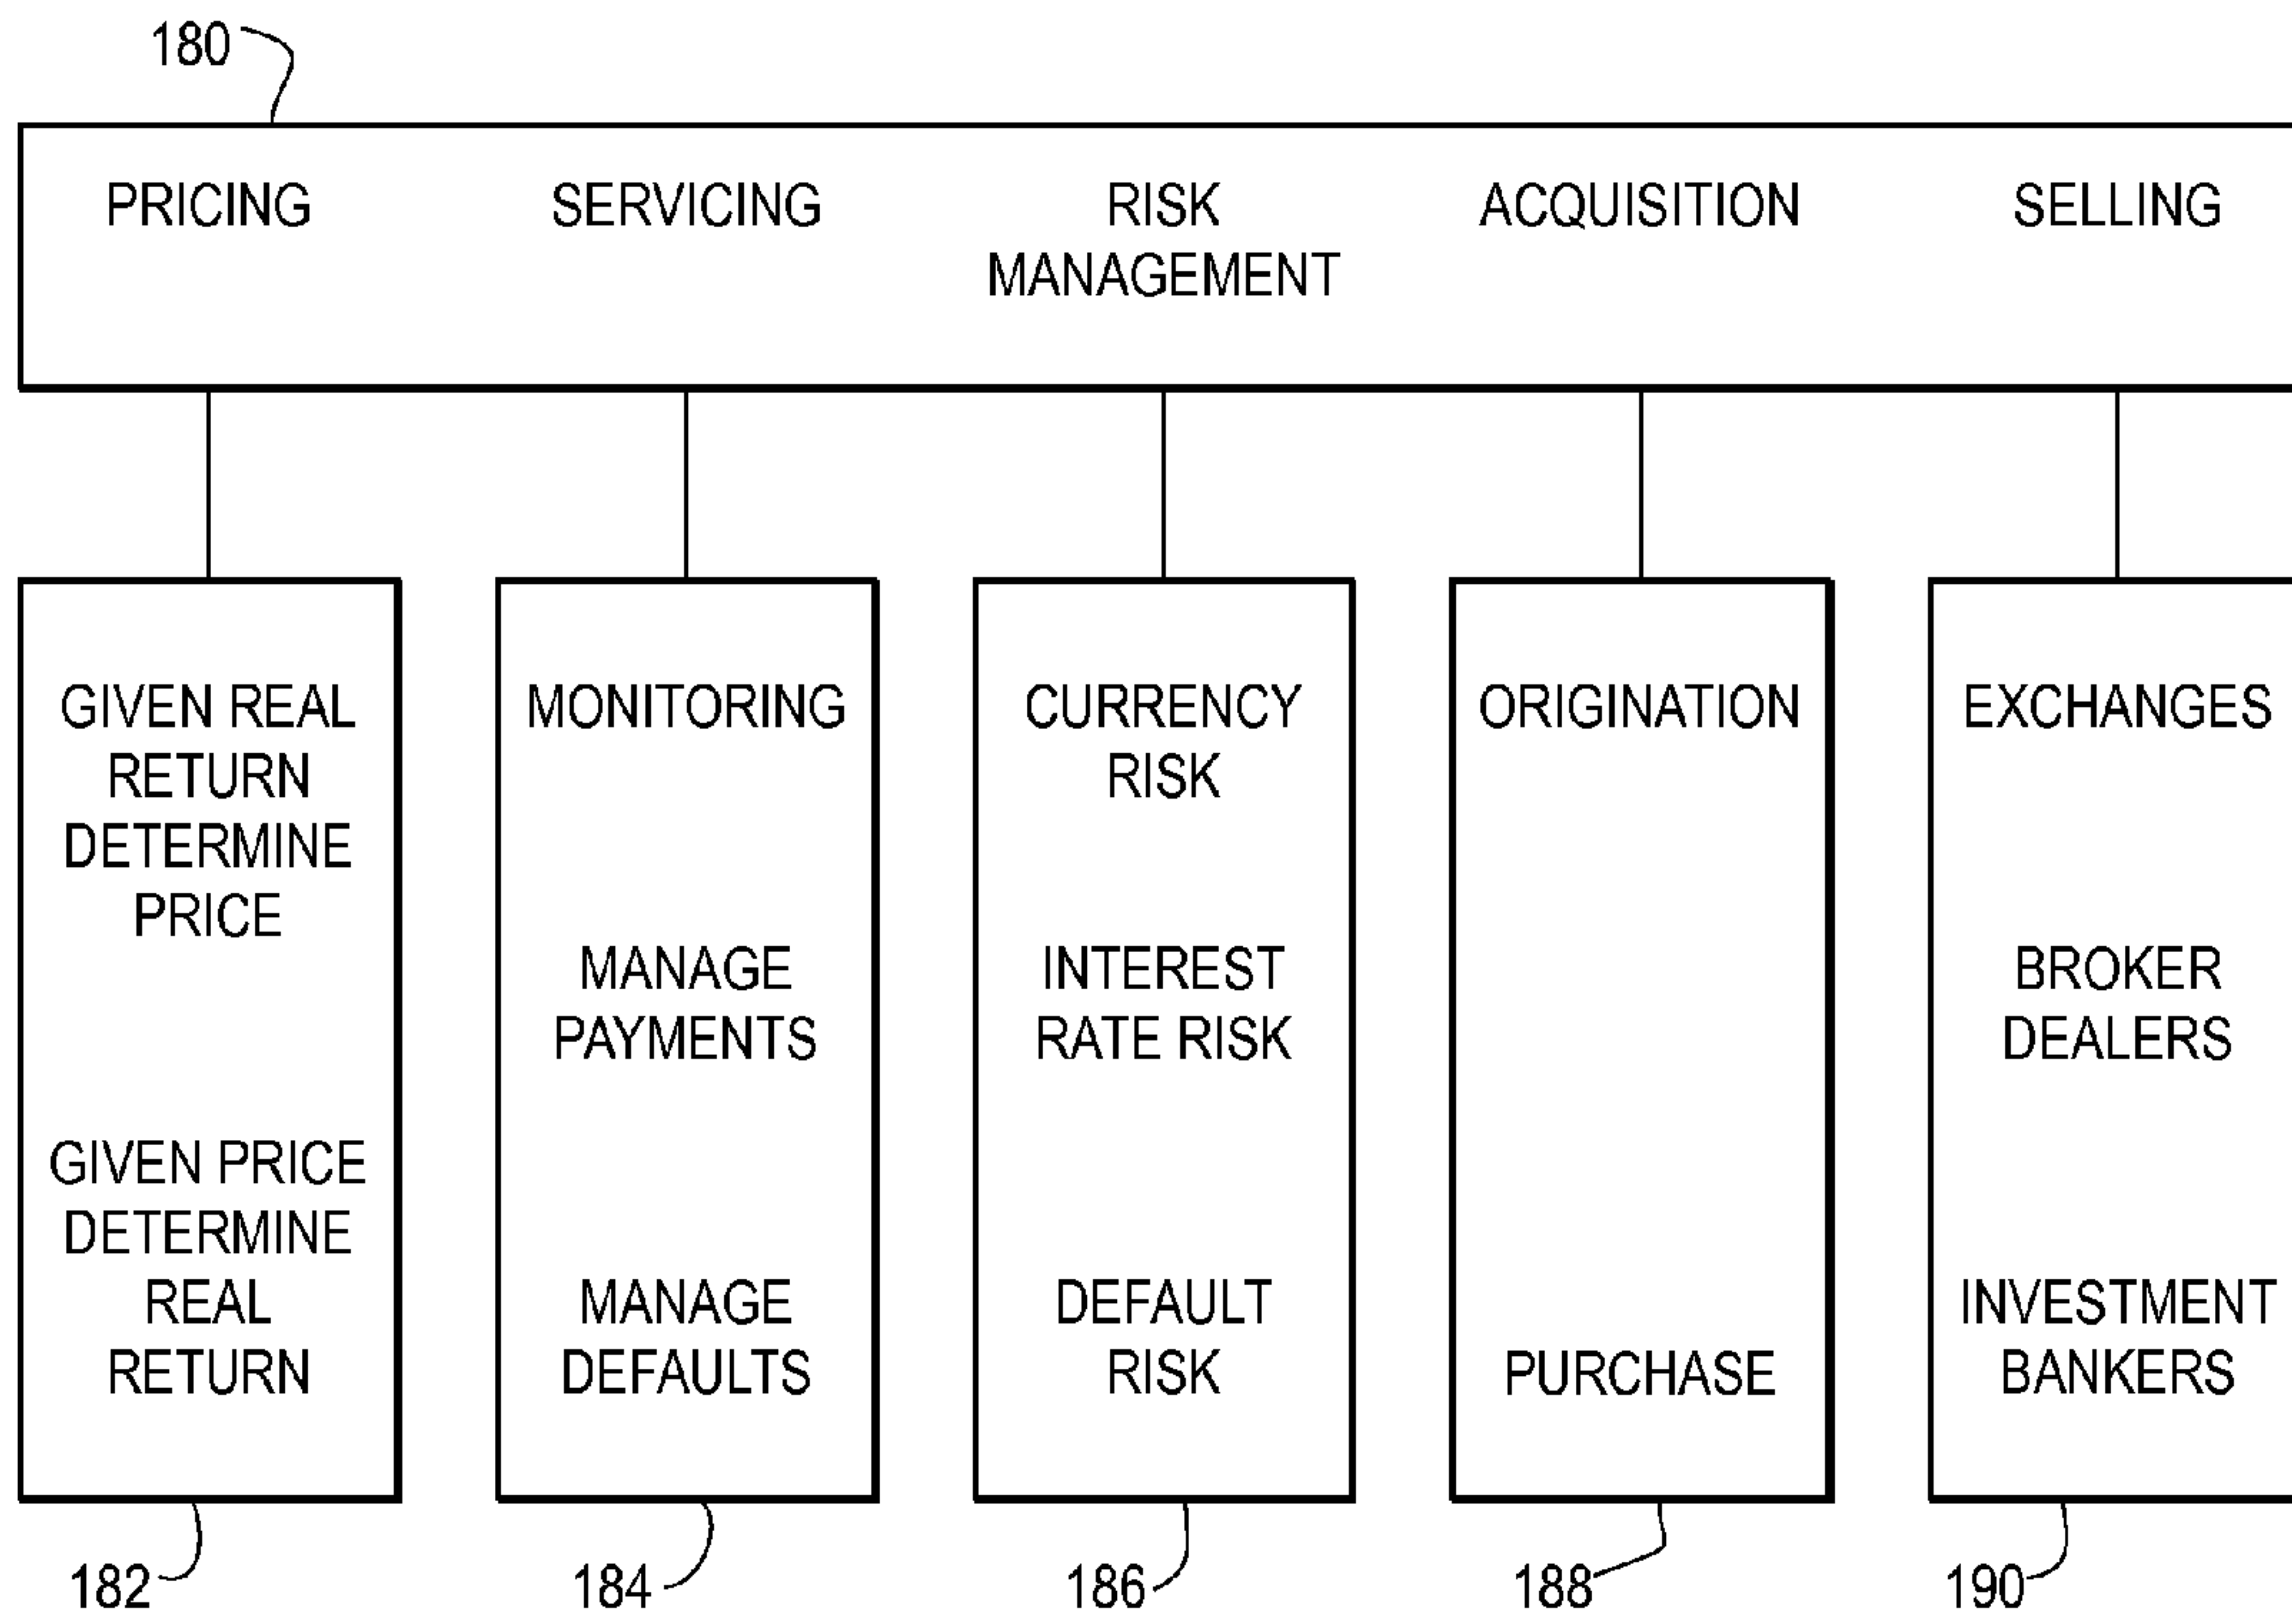 180
PRICING
SERVICING
RISK
MANAGEMENT
ACQUISITION
SELLING
GIVEN REAL
RETURN
DETERMINE
PRICE
GIVEN PRICE
DETERMINE
REAL
RETURN
MONITORING
MANAGE
PAYMENTS
MANAGE
DEFAULTS
CURRENCY
RISK
INTEREST
RATE RISK
DEFAULT
RISK
ORIGINATION
PURCHASE
EXCHANGES
BROKER
DEALERS
INVESTMENT
BANKERS
182
184
186
188
190